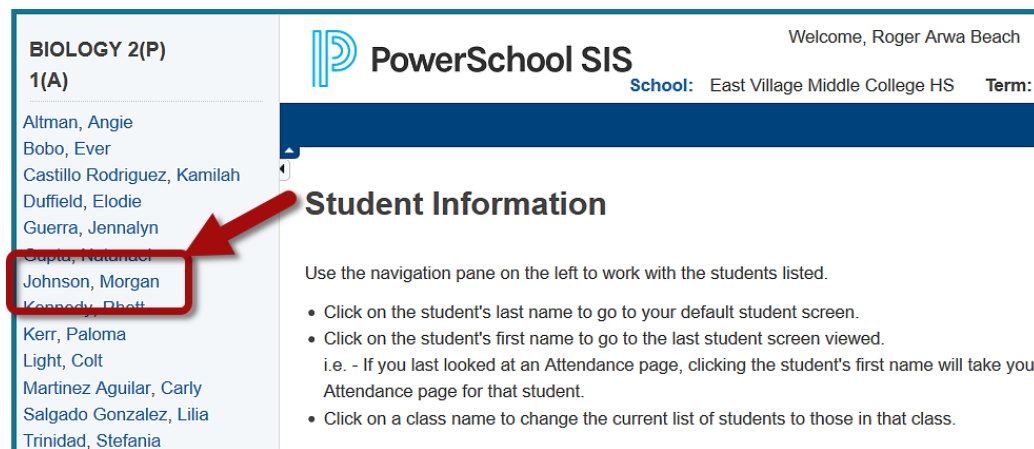 BIOLOGY 2(P)
1(A)
Altman, Angie
Bobo, Ever
Castillo Rodriguez, Kamilah
Duffield, Elodie
Guerra, Jennalyn
Gupta, Natanael
Johnson, Morgan
Kennedy, Rhett
Kerr, Paloma
Light, Colt
Martinez Aguilar, Carly
Salgado Gonzalez, Lilia
Trinidad, Stefania
PowerSchool SIS
Welcome, Roger Arwa Beach
School: East Village Middle College HS Term:
Student Information
Use the navigation pane on the left to work with the students listed.
• Click on the student's last name to go to your default student screen.
• Click on the student's first name to go to the last student screen viewed.
i.e. - If you last looked at an Attendance page, clicking the student's first name will take you
Attendance page for that student.
• Click on a class name to change the current list of students to those in that class.